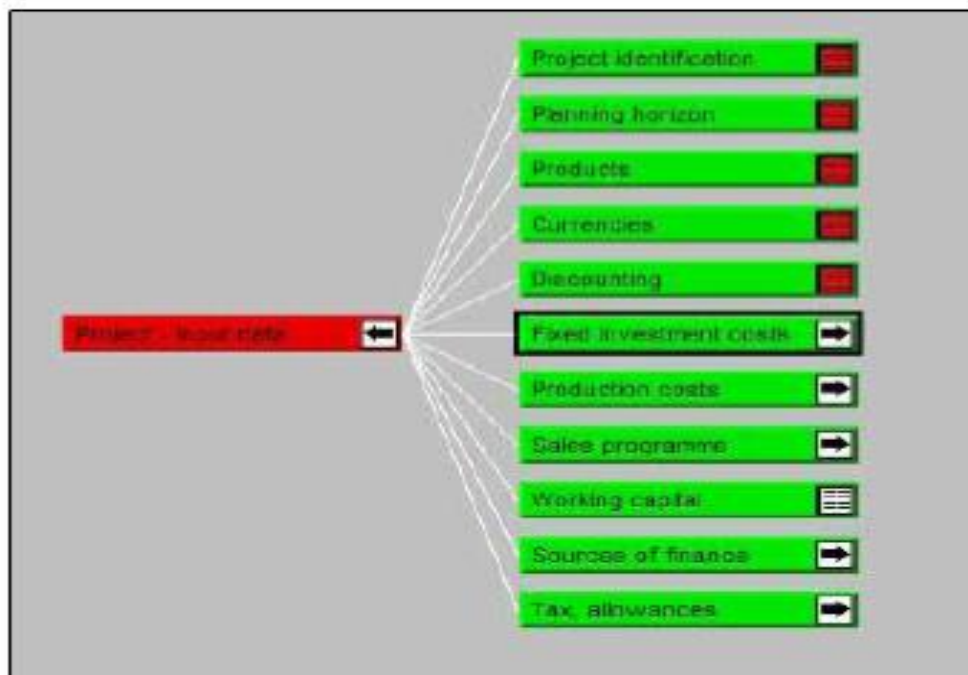 Project identification
Planning horizon
Products
Currencies
Discounting
Project - input data
Fixed investment costs
Production costs
Sales programme
Working capital
Sources of finance
Tax, allowances